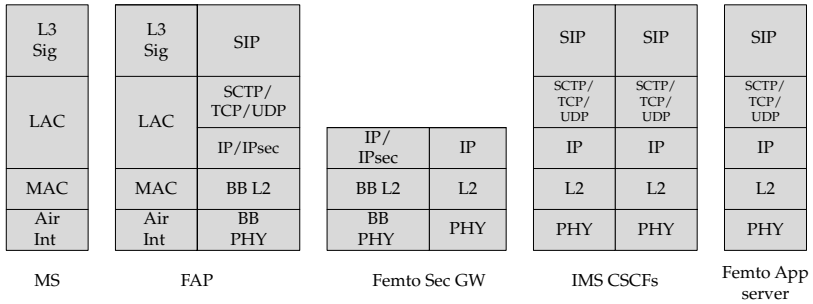 L3
Sig
L3
Sig
SIP
SIP
SIP
SIP
LAC
LAC
SCTP/
TCP/UDP
SCTP/
TCP/
UDP
SCTP/
TCP/
UDP
SCTP/
TCP/
UDP
IP/IPsec
IP/
IPsec
IP
IP
IP
IP
MAC
MAC
BB L2
BB L2
L2
L2
L2
L2
Air
Int
Air
Int
BB
PHY
BB
PHY
PHY
PHY
PHY
PHY
MS
FAP
Femto Sec GW
IMS CSCFs
Femto App
server